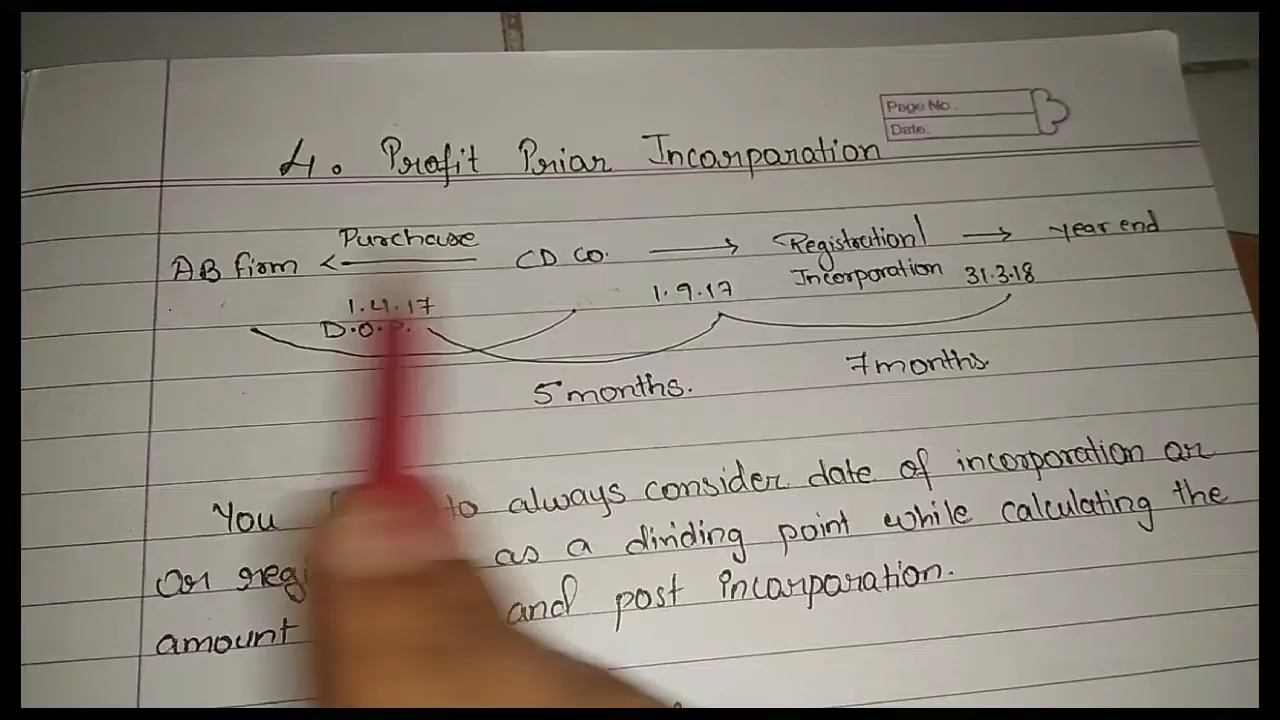 Page No.
Date.
4. Profit Prior Incorporation
Purchase
AB firm CD Co. Registration/ Year end
Incorporation 31.3.18
1.4.17 1.9.17
D.O.P.
7 months.
5 months.
You to always consider date of incorporation or
or as a dividing point while calculating the
amount and post incorporation.